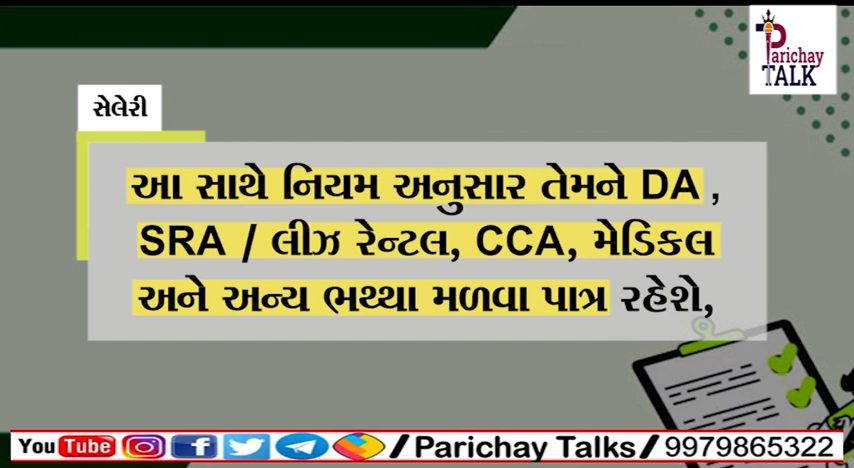 Parichay
TALK
સેલેરી
આ સાથે નિયમ અનુસાર તેમને DA ,
SRA / લીઝ રેન્ટલ, CCA, મેડિકલ
અને અન્ય ભથ્થા મળવા પાત્ર રહેશે,
YouTube / Parichay Talks / 9979865322